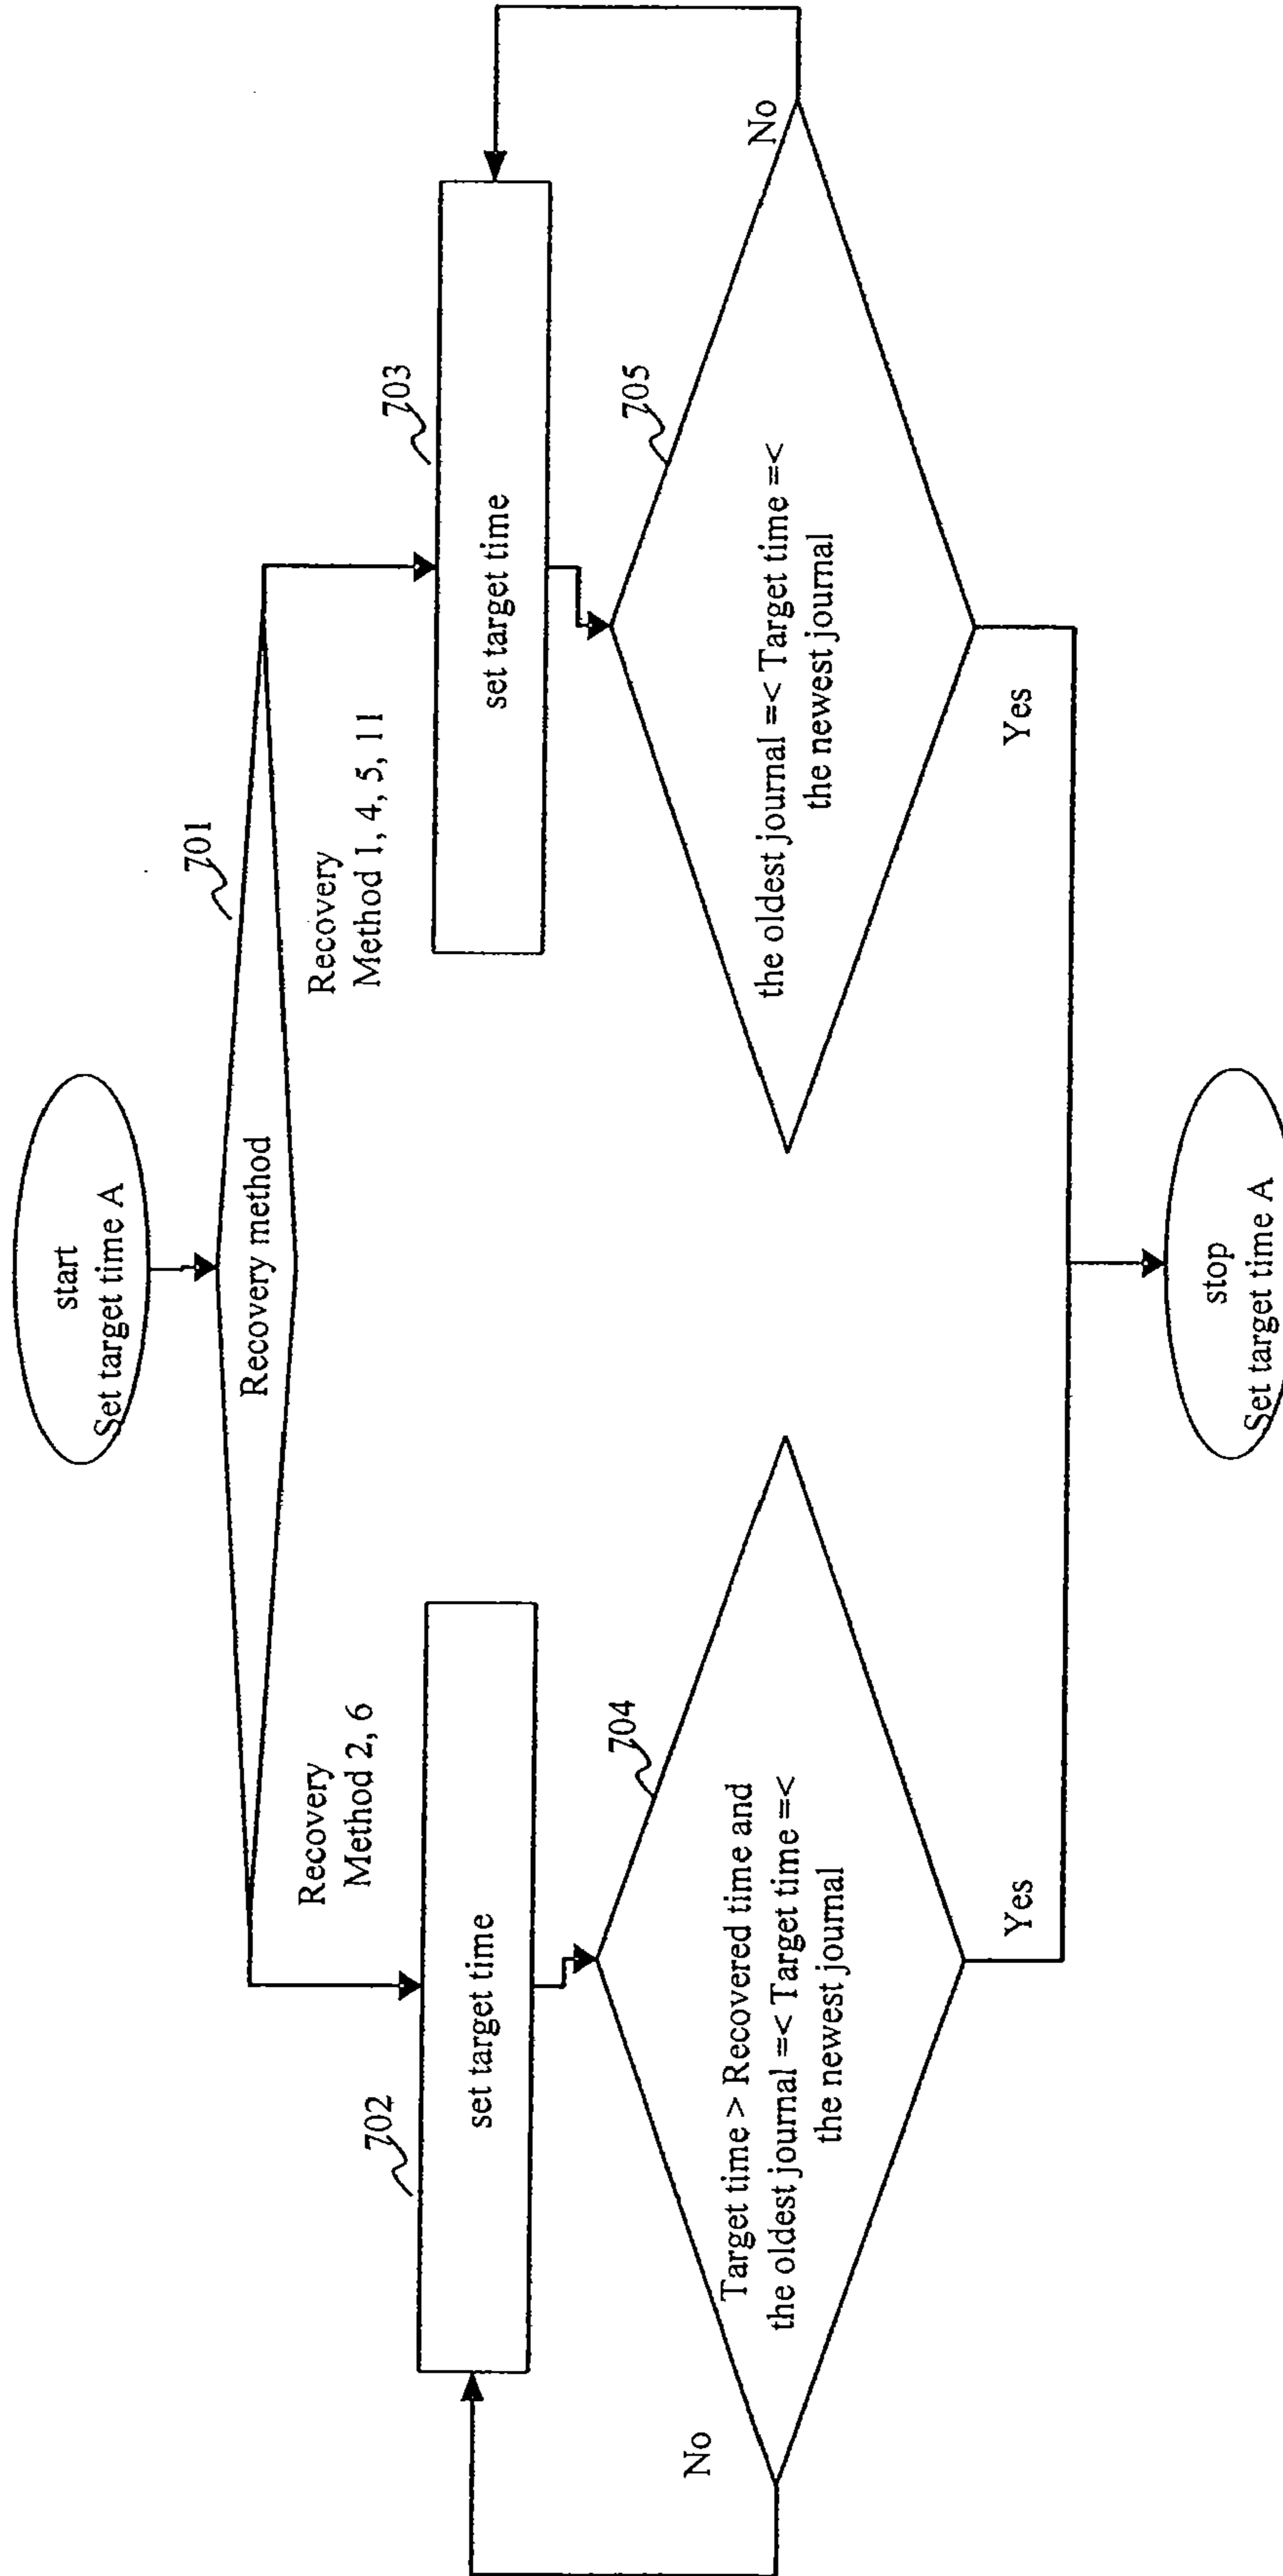 start
Set target time A
701
Recovery method
Recovery
Method 2, 6
Recovery
Method 1, 4, 5, 11
702
set target time
703
set target time
704
Target time > Recovered time and
the oldest journal =< Target time =<
the newest journal
No
Yes
705
the oldest journal =< Target time =<
the newest journal
No
Yes
stop
Set target time A